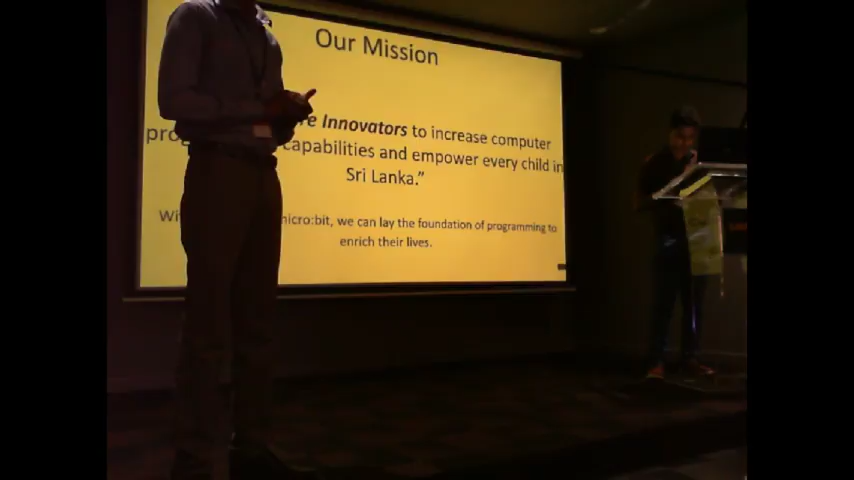 Our Mission
re Innovators to increase computer
pro capabilities and empower every child in
Sri Lanka.”
Wi micro:bit, we can lay the foundation of programming to
enrich their lives.